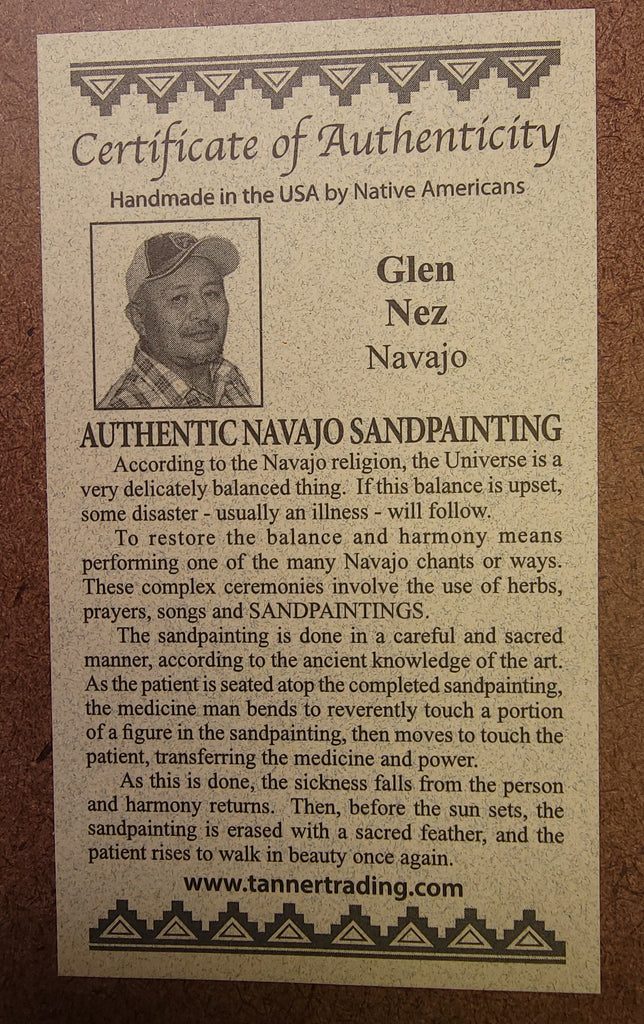 Certificate of Authenticity
Handmade in the USA by Native Americans
Glen
Nez
Navajo
AUTHENTIC NAVAJO SANDPAINTING
According to the Navajo religion, the Universe is a
very delicately balanced thing. If this balance is upset,
some disaster - usually an illness - will follow.
To restore the balance and harmony means
performing one of the many Navajo chants or ways.
These complex ceremonies involve the use of herbs,
prayers, songs and SANDPAINTINGS.
The sandpainting is done in a careful and sacred
manner, according to the ancient knowledge of the art.
As the patient is seated atop the completed sandpainting,
the medicine man bends to reverently touch a portion
of a figure in the sandpainting, then moves to touch the
patient, transferring the medicine and power.
As this is done, the sickness falls from the person
and harmony returns. Then, before the sun sets, the
sandpainting is erased with a sacred feather, and the
patient rises to walk in beauty once again.
www.tannertrading.com